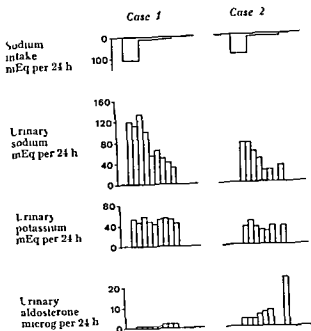 Case 1 Case 2
Sodium
intake
mEq per 24 h
0
100
Urinary
sodium
mEq per 24 h
160
120
80
40
0
Urinary
potassium
mEq per 24 h
80
40
0
Urinary
aldosterone
microg per 24 h
20
10
0